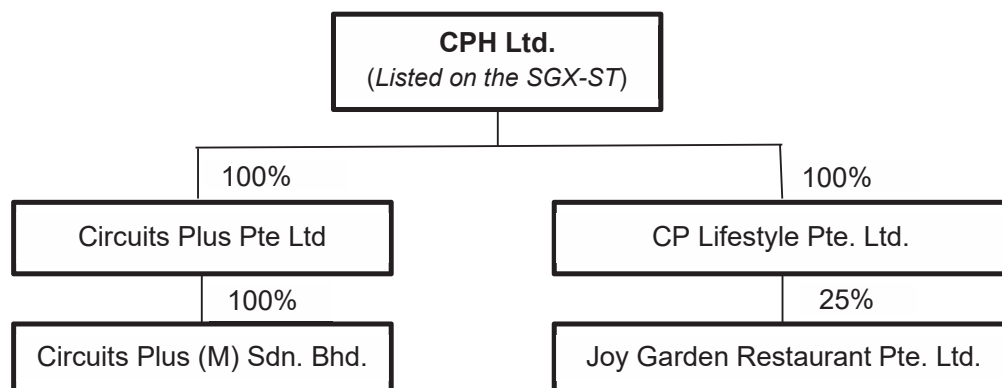 CPH Ltd.
(Listed on the SGX-ST)
100%
100%
Circuits Plus Pte Ltd
CP Lifestyle Pte. Ltd.
100%
25%
Circuits Plus (M) Sdn. Bhd.
Joy Garden Restaurant Pte. Ltd.